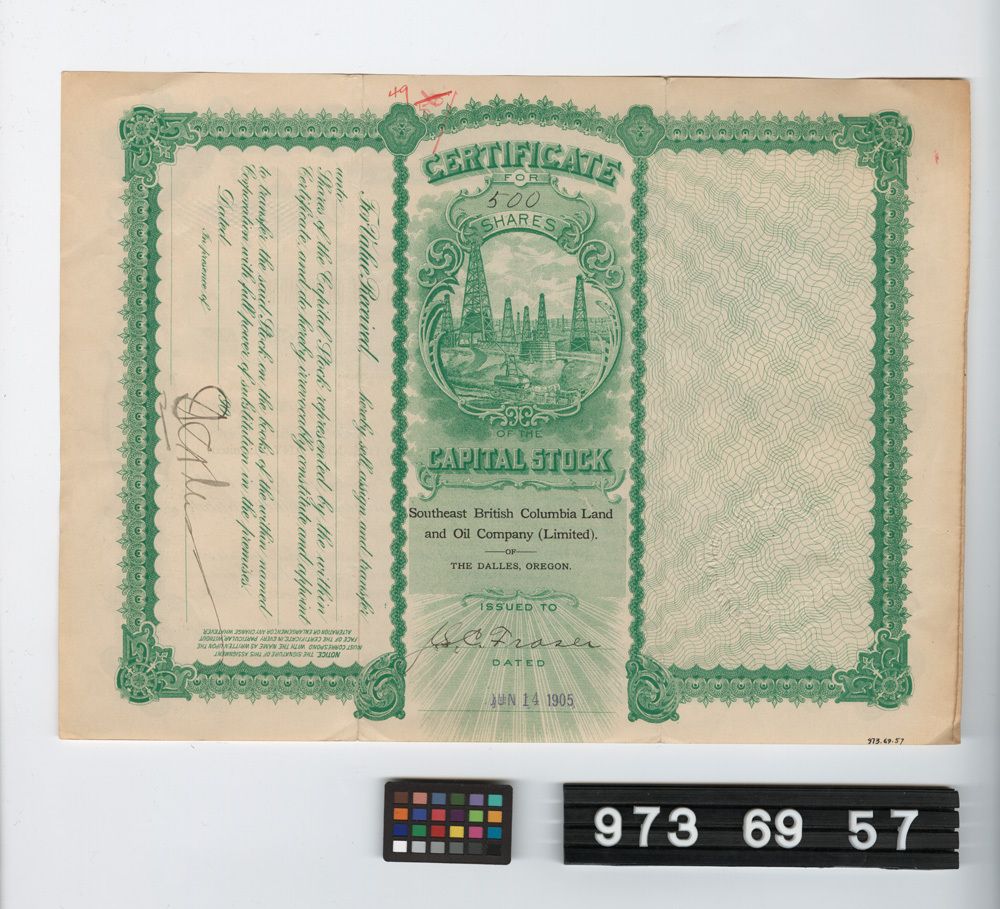 49
CERTIFICATE
FOR
500
SHARES
OF THE
CAPITAL STOCK
Southeast British Columbia Land
and Oil Company (Limited).
OF
THE DALLES, OREGON.
ISSUED TO
G. C. Fraser
DATED
JUN 14 1905
For Value Received, hereby sell, assign and transfer
unto
Shares of the Capital Stock represented by the within
Certificate, and do hereby irrevocably constitute and appoint
to transfer the said Stock on the books of the within named
Corporation with full power of substitution in the premises.
Dated
In presence of
NOTICE. THE SIGNATURE OF THIS ASSIGNMENT
MUST CORRESPOND WITH THE NAME AS WRITTEN UPON THE
FACE OF THE CERTIFICATE, IN EVERY PARTICULAR WITHOUT
ALTERATION OR ENLARGEMENT, OR ANY CHANGE WHATEVER.
973.69.57
973 69 57